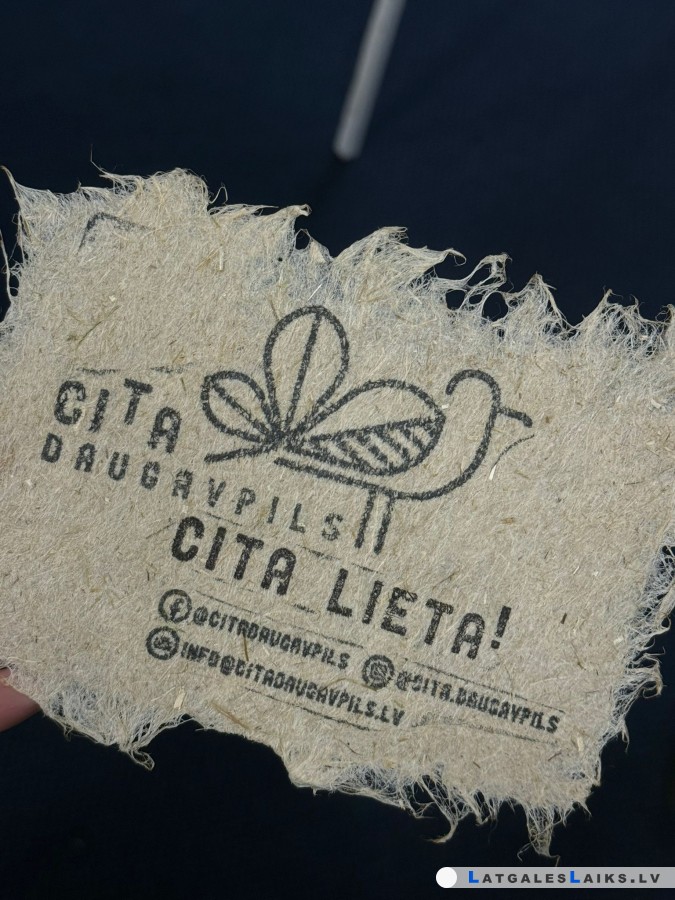 CITA
DAUGAVPILS
CITA LIETA!
@CITADAUGAVPILS
@CITA.DAUGAVPILS
INFO@CITADAUGAVPILS.LV
LATGALESLAIKS.LV